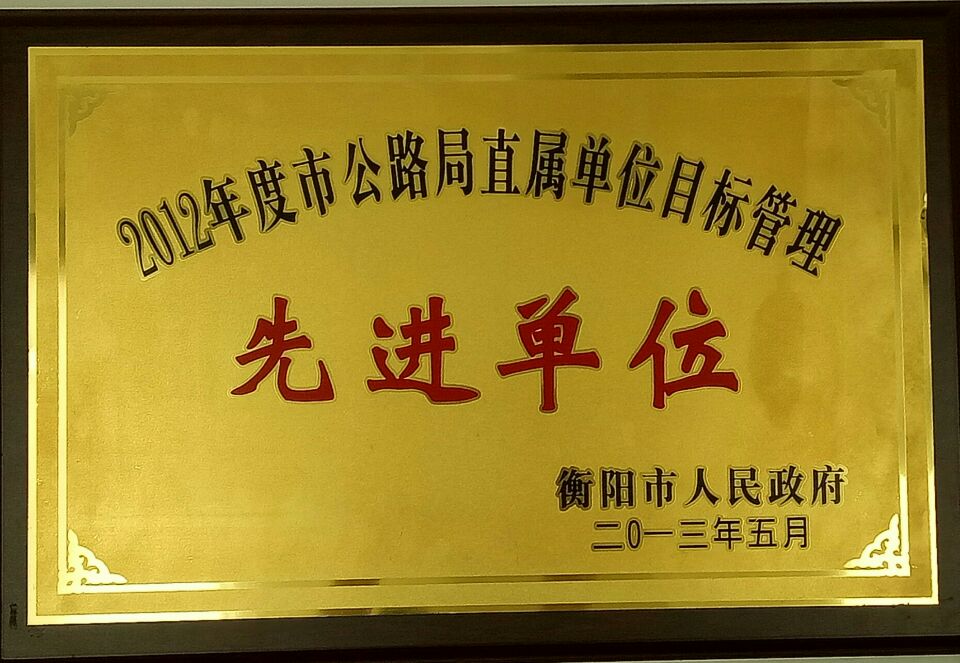 2012年度市公路局直属单位目标管理
先进单位
衡阳市人民政府
二0一三年五月